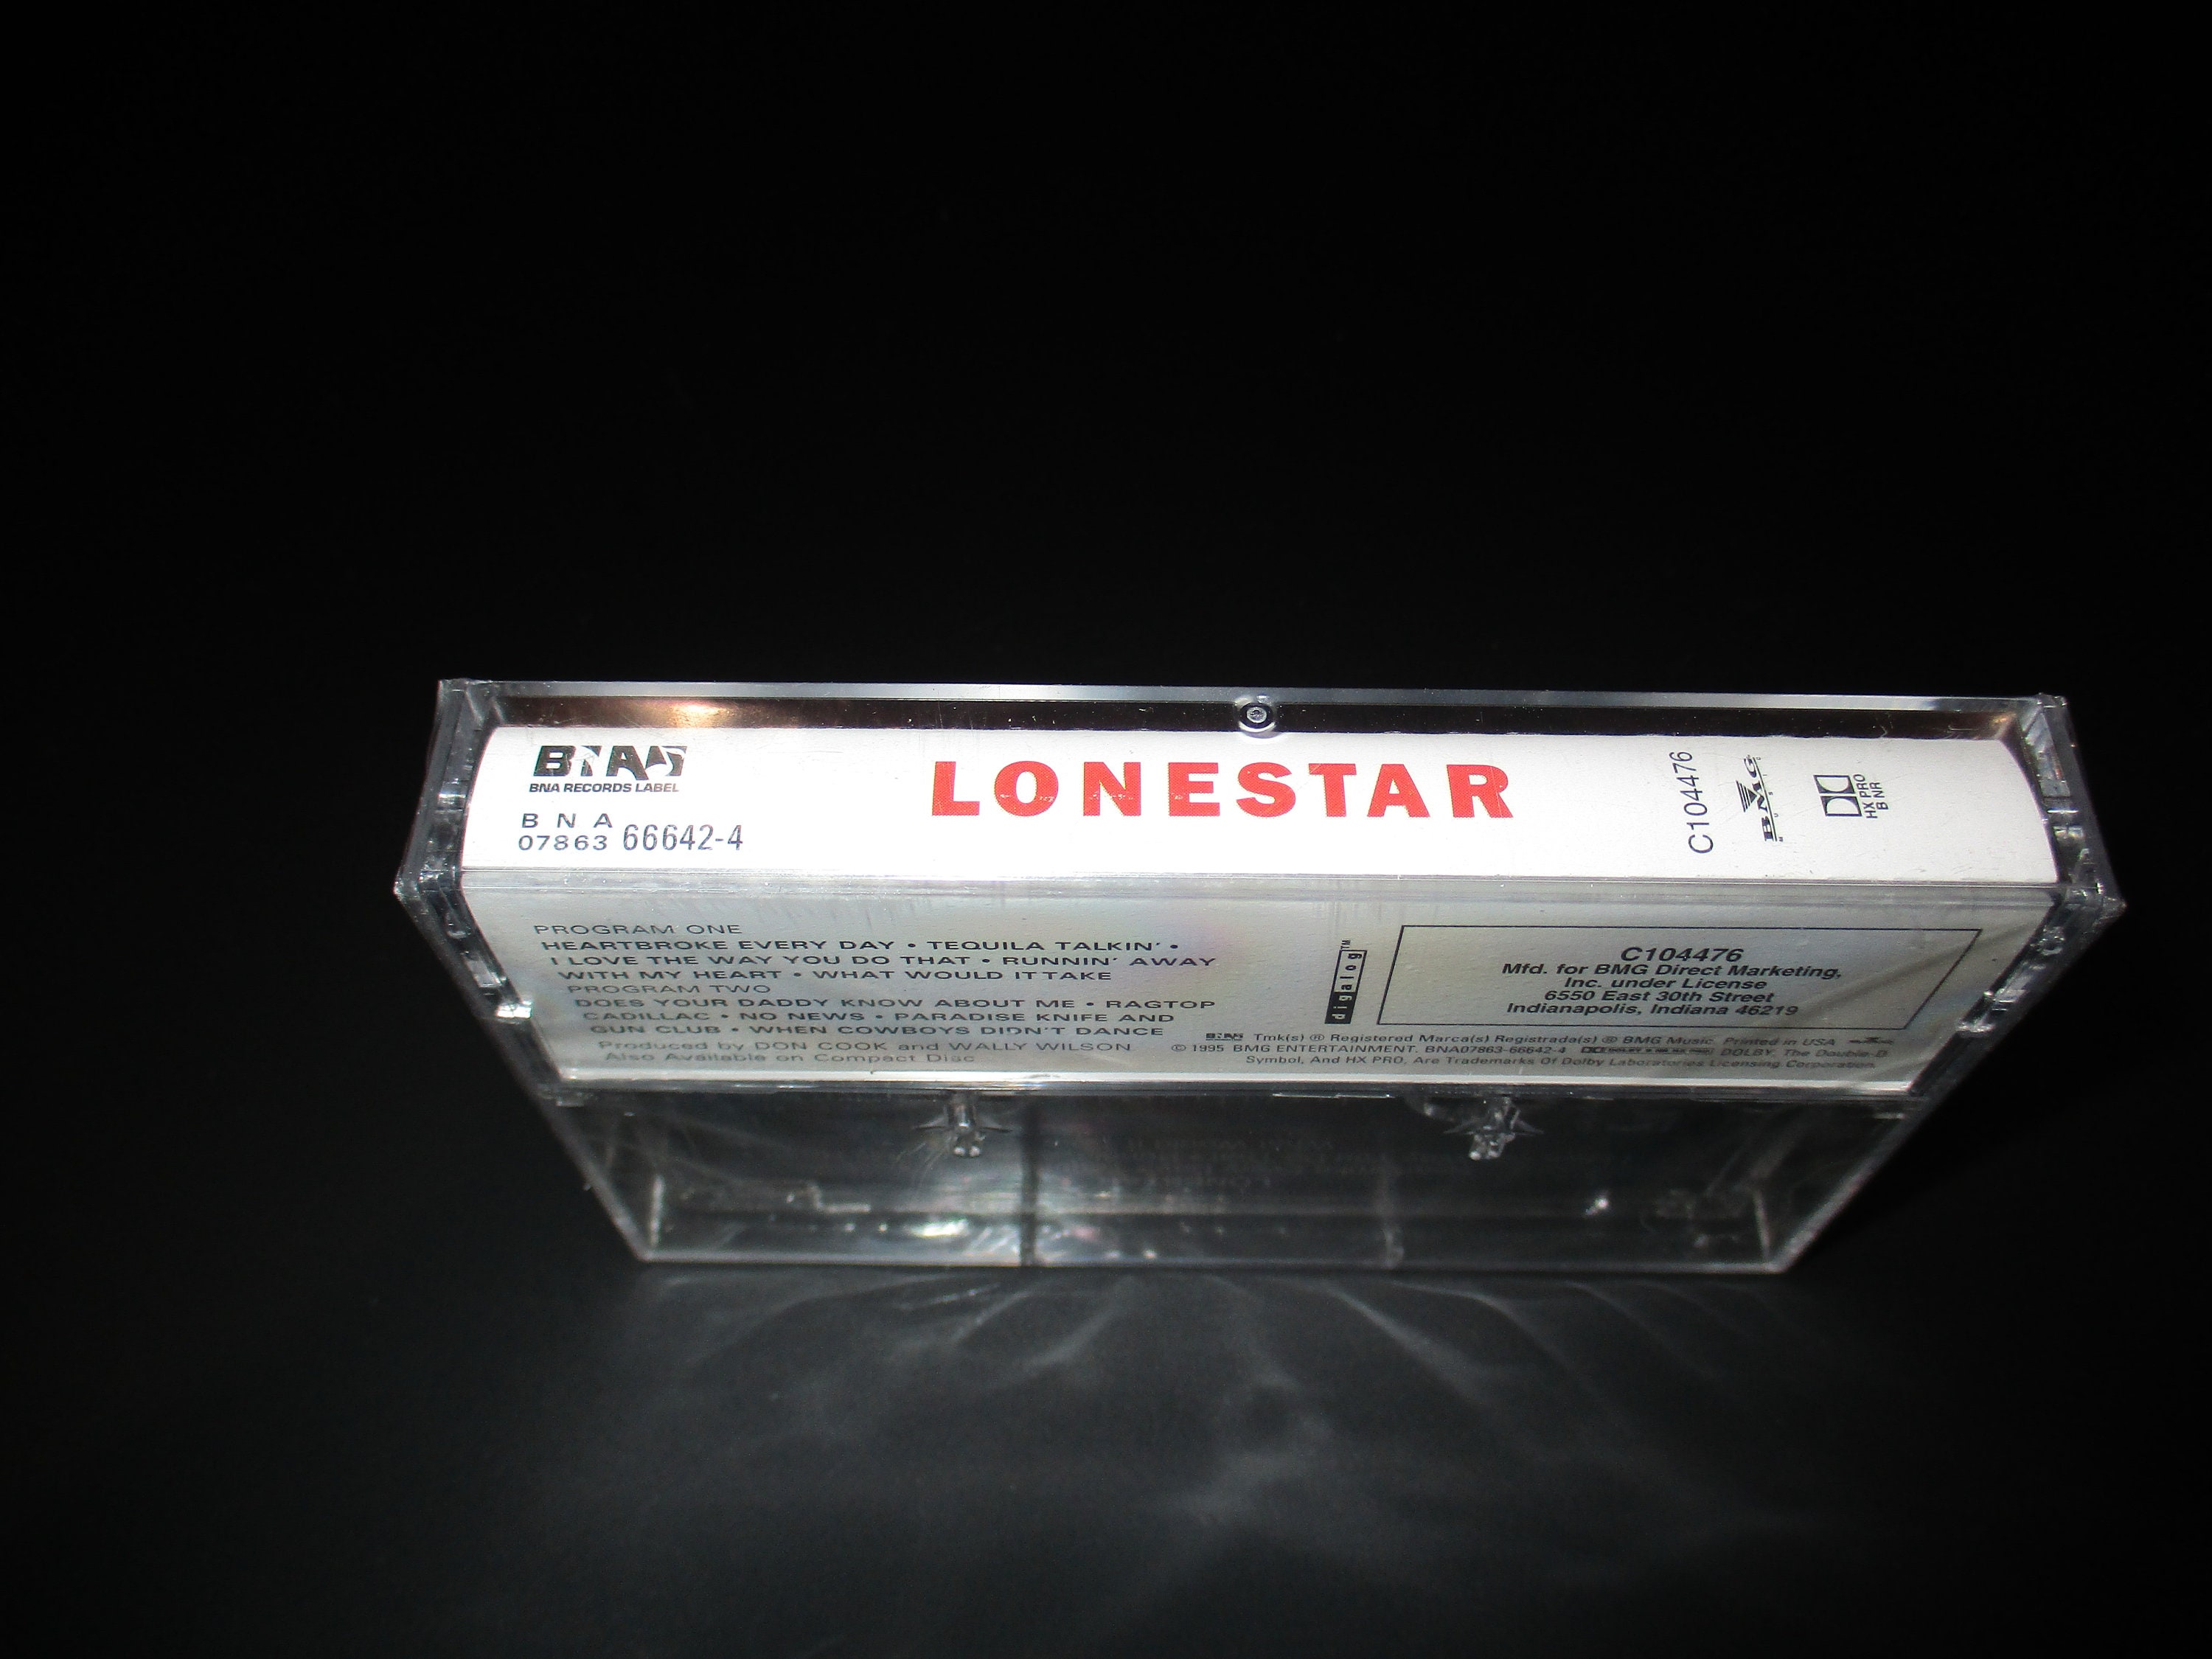 BNA
BNA RECORDS LABEL
B N A
07863 66642-4
LONESTAR
C104476
BMG
MUSIC
HX PRO
B NR
PROGRAM ONE
HEARTBROKE EVERY DAY • TEQUILA TALKIN' •
I LOVE THE WAY YOU DO THAT • RUNNIN' AWAY
WITH MY HEART • WHAT WOULD IT TAKE
PROGRAM TWO
DOES YOUR DADDY KNOW ABOUT ME • RAGTOP
CADILLAC • NO NEWS • PARADISE KNIFE AND
GUN CLUB • WHEN COWBOYS DIDN'T DANCE
Produced by DON COOK and WALLY WILSON
Also Available on Compact Disc
digalog™
C104476
Mfd. for BMG Direct Marketing,
Inc. under License
6550 East 30th Street
Indianapolis, Indiana 46219
BNA Tmk(s) ® Registered Marca(s) Registrada(s) ® BMG Music. Printed in USA
© 1995 BMG ENTERTAINMENT. BNA07863-66642-4 DOLBY, The Double-D
Symbol, And HX PRO, Are Trademarks Of Dolby Laboratories Licensing Corporation